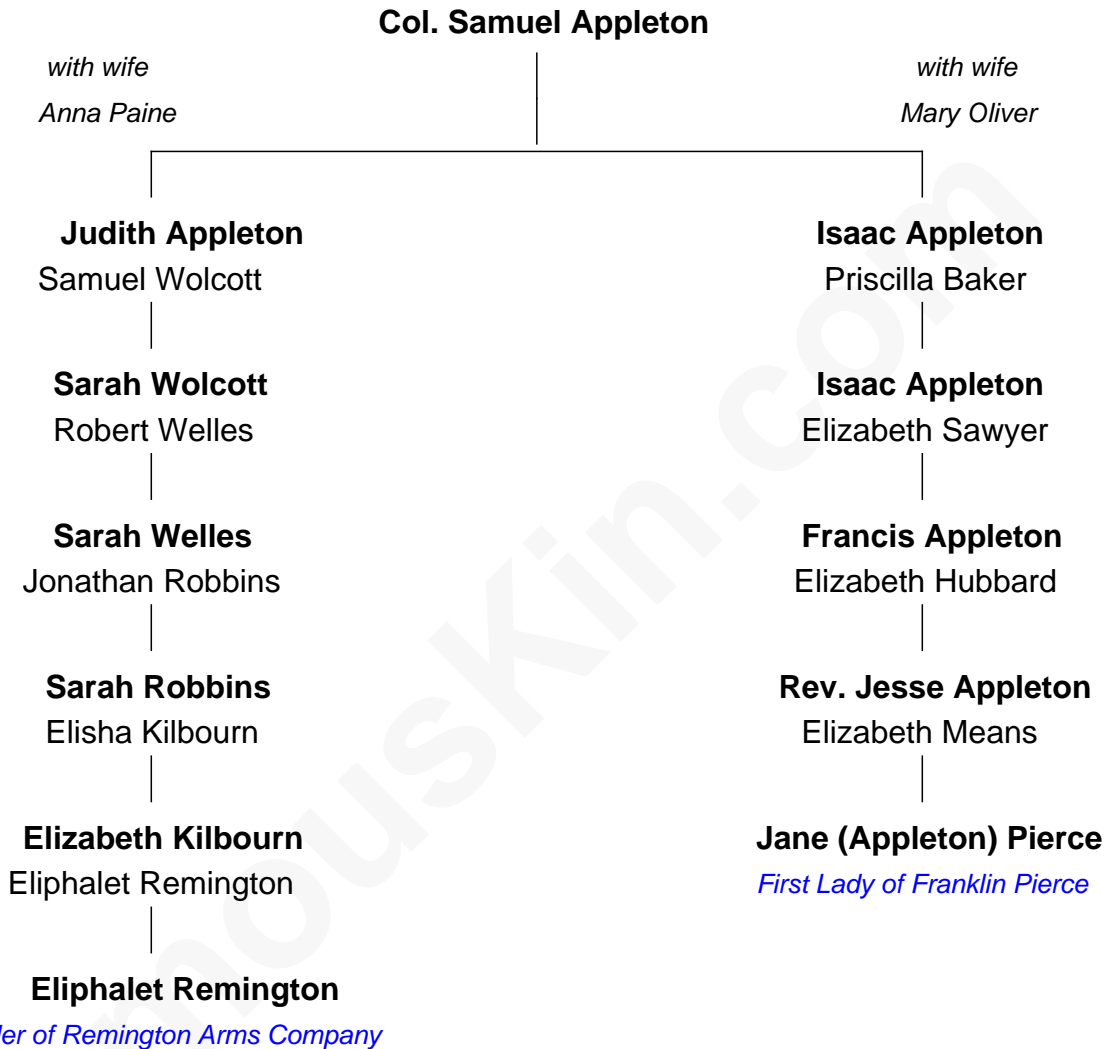 Col. Samuel Appleton
with wife
Anna Paine
with wife
Mary Oliver
Judith Appleton
Samuel Wolcott
Isaac Appleton
Priscilla Baker
Sarah Wolcott
Robert Welles
Isaac Appleton
Elizabeth Sawyer
Sarah Welles
Jonathan Robbins
Francis Appleton
Elizabeth Hubbard
Sarah Robbins
Elisha Kilbourn
Rev. Jesse Appleton
Elizabeth Means
Elizabeth Kilbourn
Eliphalet Remington
Jane (Appleton) Pierce
First Lady of Franklin Pierce
Eliphalet Remington
der of Remington Arms Company
mouskin.com